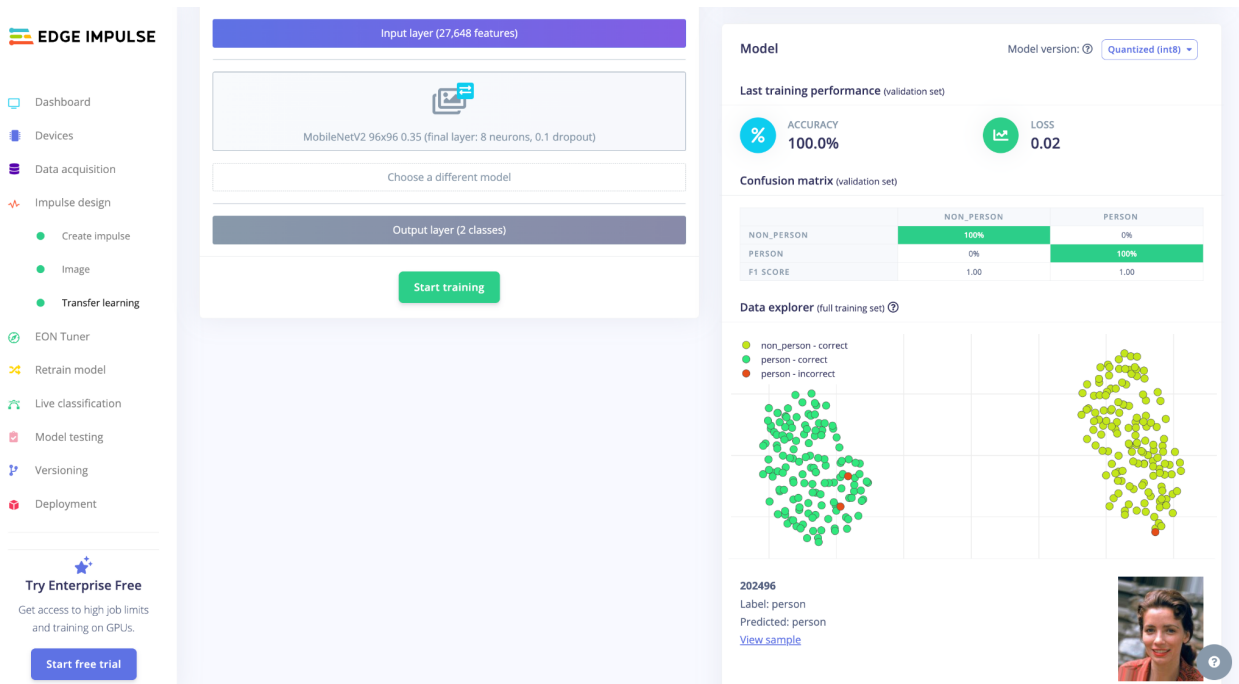 EDGE IMPULSE
Dashboard
Devices
Data acquisition
Impulse design
Create impulse
Image
Transfer learning
EON Tuner
Retrain model
Live classification
Model testing
Versioning
Deployment
Try Enterprise Free
Get access to high job limits
and training on GPUs.
Start free trial
Input layer (27,648 features)
MobileNetV2 96x96 0.35 (final layer: 8 neurons, 0.1 dropout)
Choose a different model
Output layer (2 classes)
Start training
Model
Model version: ? Quantized (int8)
Last training performance (validation set)
% ACCURACY
100.0%
LOSS
0.02
Confusion matrix (validation set)
NON_PERSON PERSON
NON_PERSON 100% 0%
PERSON 0% 100%
F1 SCORE 1.00 1.00
Data explorer (full training set) ?
non_person - correct
person - correct
person - incorrect
202496
Label: person
Predicted: person
View sample
?